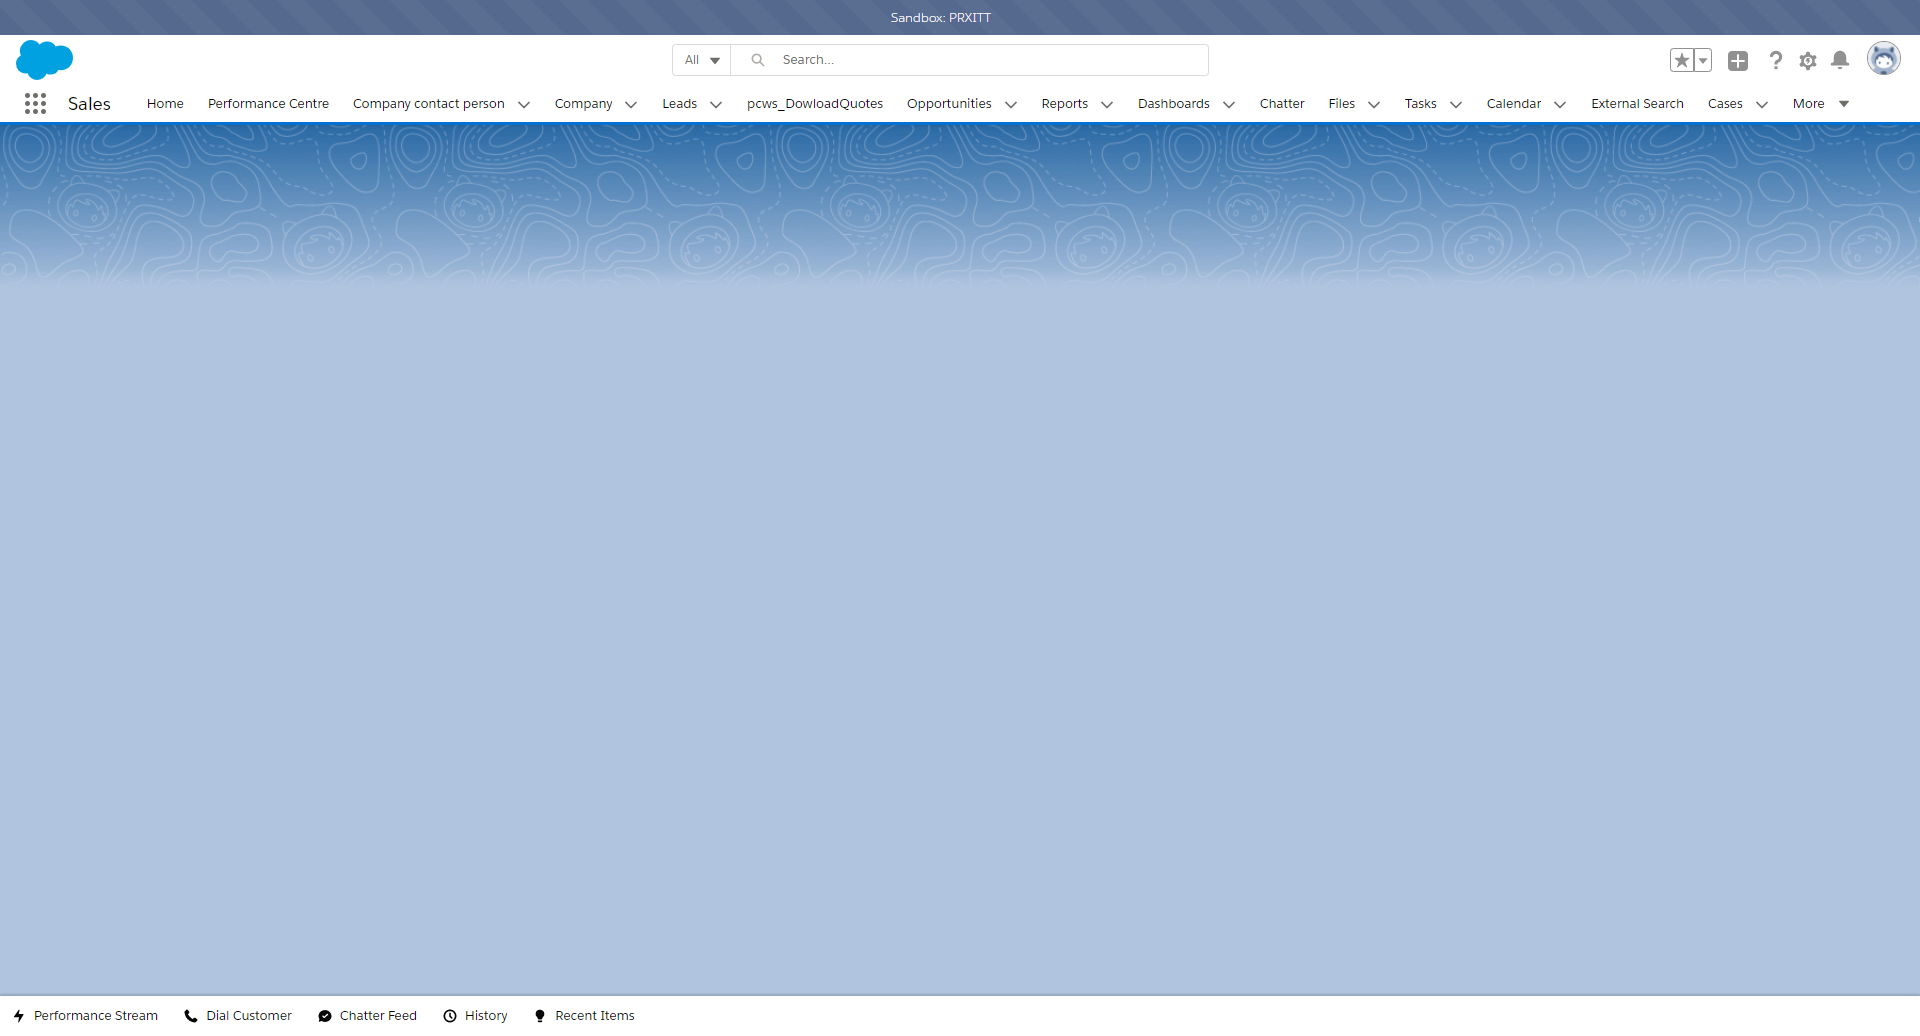 Sandbox: PRXITT
All Search...
Sales Home Performance Centre Company contact person Company Leads pcws_DowloadQuotes Opportunities Reports Dashboards Chatter Files Tasks Calendar External Search Cases More
Performance Stream Dial Customer Chatter Feed History Recent Items